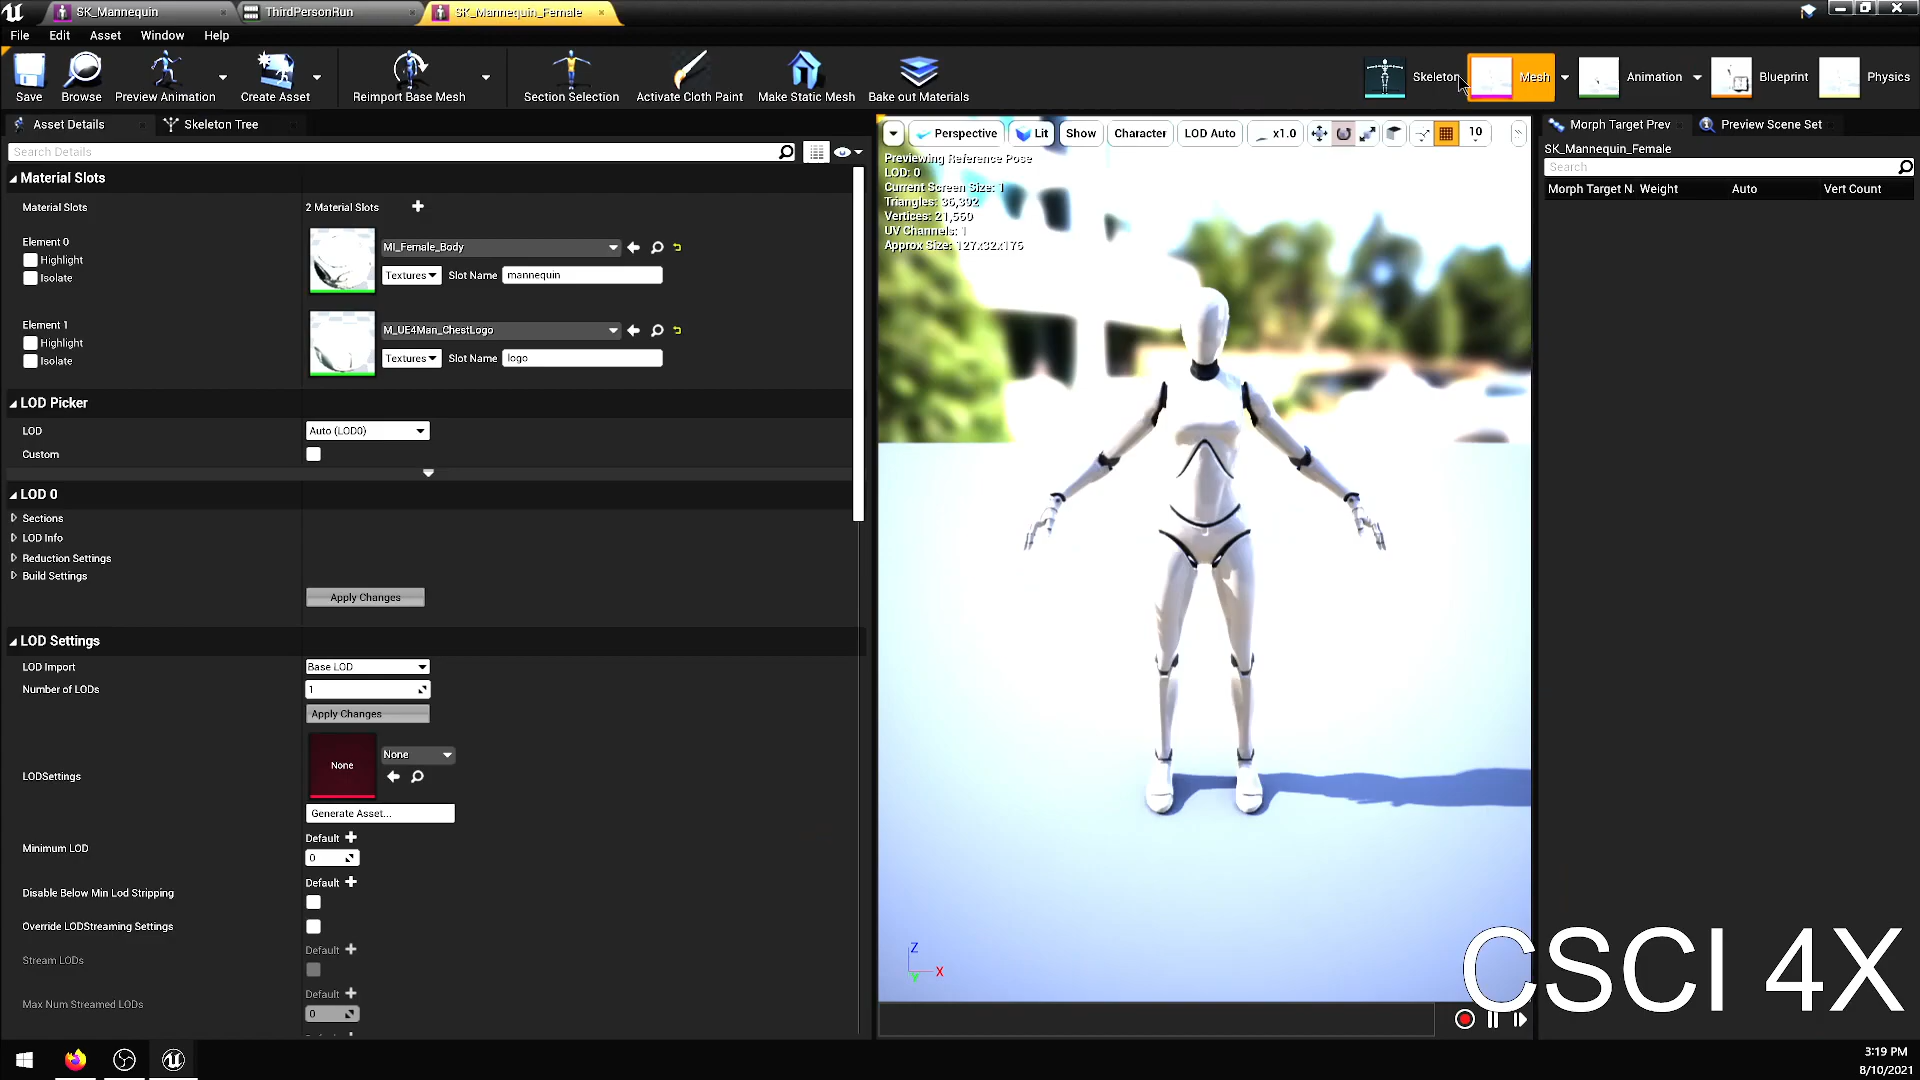 SK_Mannequin
ThirdPersonRun
SK_Mannequin_Female
File Edit Asset Window Help
Save
Browse
Preview Animation
Create Asset
Reimport Base Mesh
Section Selection
Activate Cloth Paint
Make Static Mesh
Bake out Materials
Skeleton
Mesh
Animation
Blueprint
Physics
Asset Details
Skeleton Tree
Search Details
Material Slots
Material Slots
2 Material Slots
Element 0
Highlight
Isolate
MI_Female_Body
Textures
Slot Name
mannequin
Element 1
Highlight
Isolate
M_UE4Man_ChestLogo
Textures
Slot Name
logo
LOD Picker
LOD
Auto (LOD0)
Custom
LOD 0
Sections
LOD Info
Reduction Settings
Build Settings
Apply Changes
LOD Settings
LOD Import
Base LOD
Number of LODs
1
Apply Changes
LODSettings
None
None
Generate Asset...
Minimum LOD
Default
0
Disable Below Min Lod Stripping
Default
Override LODStreaming Settings
Stream LODs
Default
Max Num Streamed LODs
Default
0
Perspective
Lit
Show
Character
LOD Auto
x1.0
10
Previewing Reference Pose
LOD: 0
Current Screen Size: 1
Triangles: 36,392
Vertices: 21,560
UV Channels: 1
Approx Size: 127x32x176
Z
X
Y
Morph Target Prev
Preview Scene Set
SK_Mannequin_Female
Search
Morph Target N
Weight
Auto
Vert Count
CSCI 4X
3:19 PM
8/10/2021